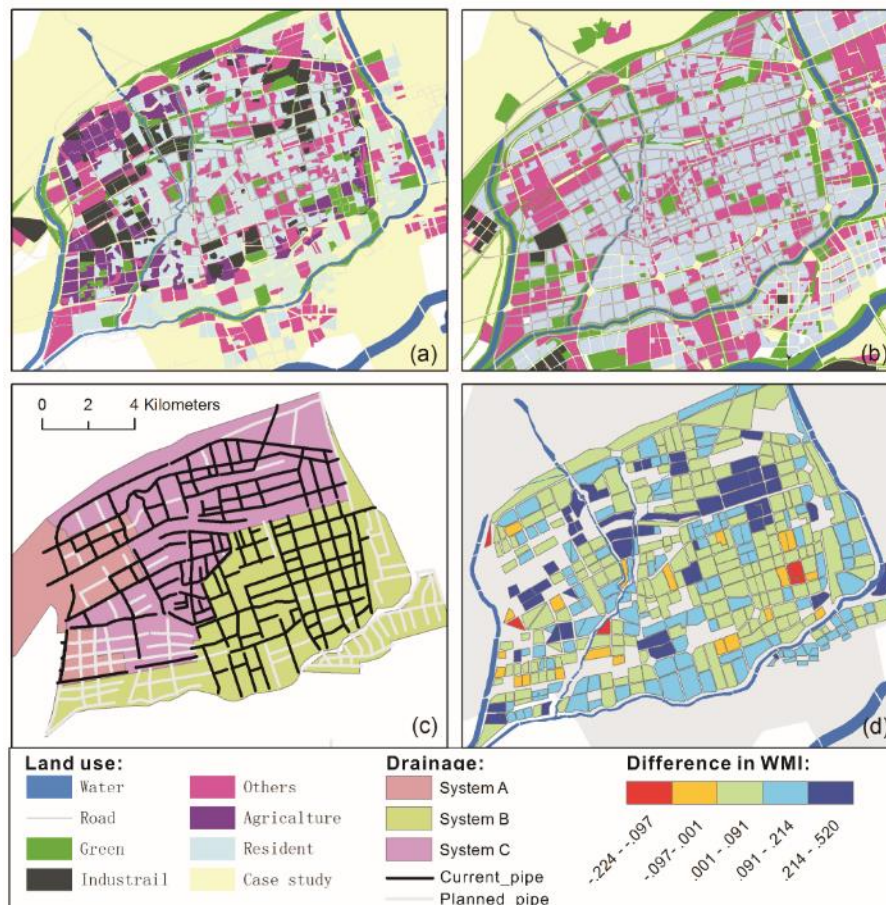 (a)
(b)
0 2 4 Kilometers
(c)
(d)
Land use:
Water
Road
Green
Industrail
Others
Agricalture
Resident
Case study
Drainage:
System A
System B
System C
Current_pipe
Planned_pipe
Difference in WMI:
-.224 - -.097
-.097-.001
.001-.091
.091-.214
.214-.520